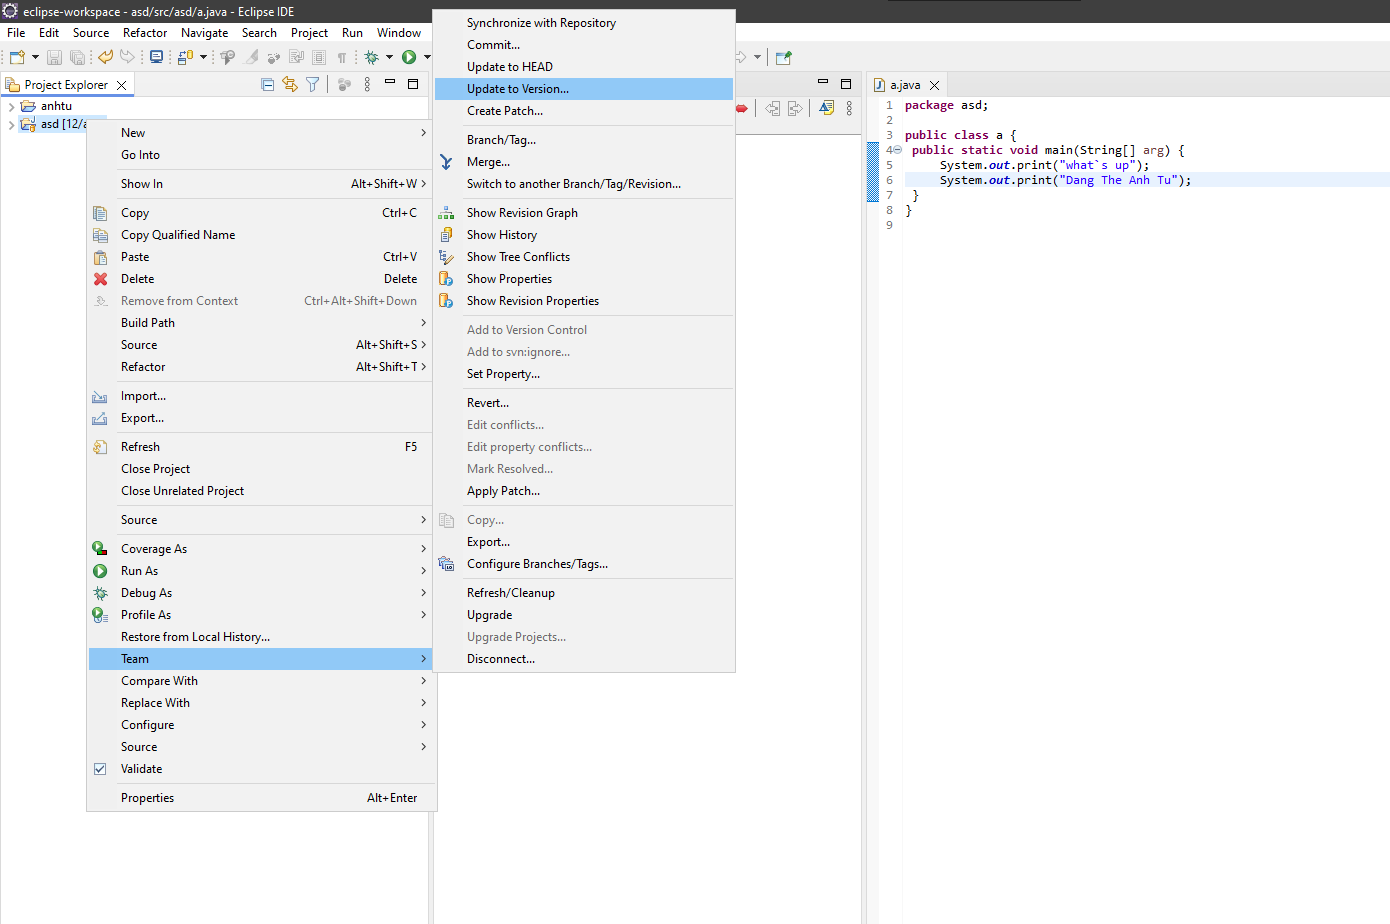 eclipse-workspace - asd/src/asd/a.java - Eclipse IDE
File Edit Source Refactor Navigate Search Project Run Window
Project Explorer
anhtu
asd [12/
New
Go Into
Show In Alt+Shift+W
Copy Ctrl+C
Copy Qualified Name
Paste Ctrl+V
Delete Delete
Remove from Context Ctrl+Alt+Shift+Down
Build Path
Source Alt+Shift+S
Refactor Alt+Shift+T
Import...
Export...
Refresh F5
Close Project
Close Unrelated Project
Source
Coverage As
Run As
Debug As
Profile As
Restore from Local History...
Team
Compare With
Replace With
Configure
Source
Validate
Properties Alt+Enter
Synchronize with Repository
Commit...
Update to HEAD
Update to Version...
Create Patch...
Branch/Tag...
Merge...
Switch to another Branch/Tag/Revision...
Show Revision Graph
Show History
Show Tree Conflicts
Show Properties
Show Revision Properties
Add to Version Control
Add to svn:ignore...
Set Property...
Revert...
Edit conflicts...
Edit property conflicts...
Mark Resolved...
Apply Patch...
Copy...
Export...
Configure Branches/Tags...
Refresh/Cleanup
Upgrade
Upgrade Projects...
Disconnect...
a.java
1 package asd;
2
3 public class a {
4 public static void main(String[] arg) {
5 System.out.print("what`s up");
6 System.out.print("Dang The Anh Tu");
7 }
8 }
9